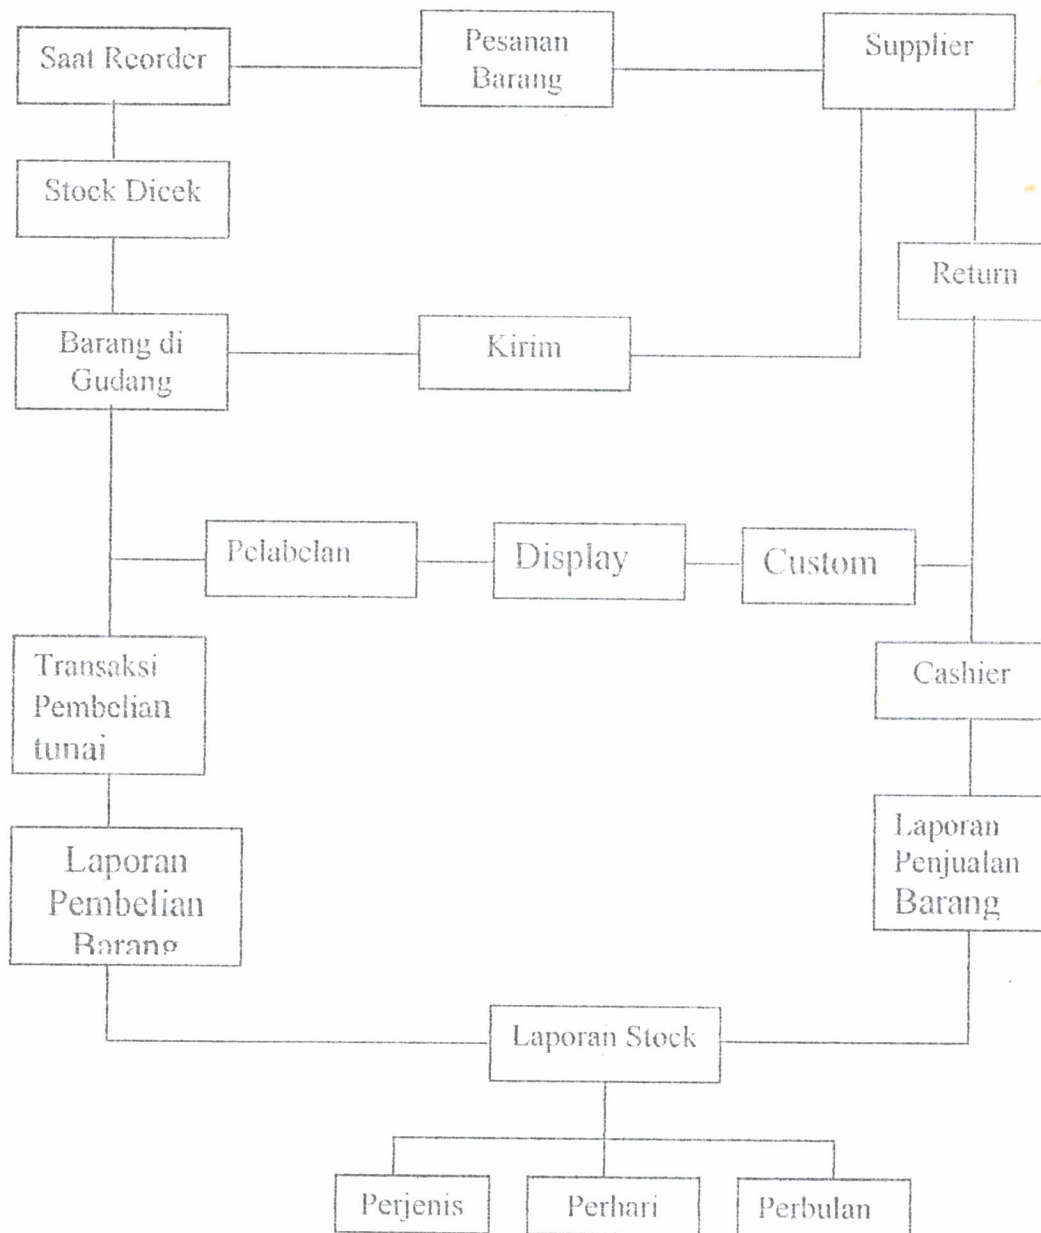 Saat Reorder
Pesanan
Barang
Supplier
Stock Dicek
Return
Barang di
Gudang
Kirim
Pelabelan
Display
Custom
Transaksi
Pembelian
tunai
Cashier
Laporan
Pembelian
Barang
Laporan
Penjualan
Barang
Laporan Stock
Perjenis
Perhari
Perbulan